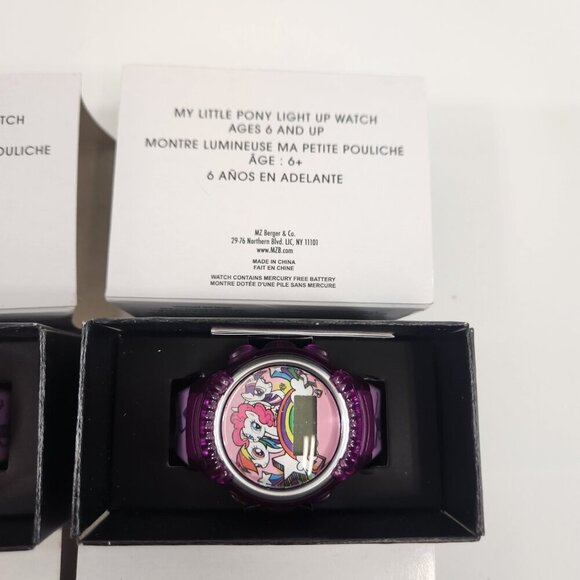 TCH
POULICHE
MY LITTLE PONY LIGHT UP WATCH
AGES 6 AND UP
MONTRE LUMINEUSE MA PETITE POULICHE
ÂGE : 6+
6 AÑOS EN ADELANTE
MZ Berger & Co.
29-76 Northern Blvd. LIC, NY 11101
www.MZB.com
MADE IN CHINA
FAIT EN CHINE
WATCH CONTAINS MERCURY FREE BATTERY
MONTRE DOTÉE D'UNE PILE SANS MERCURE